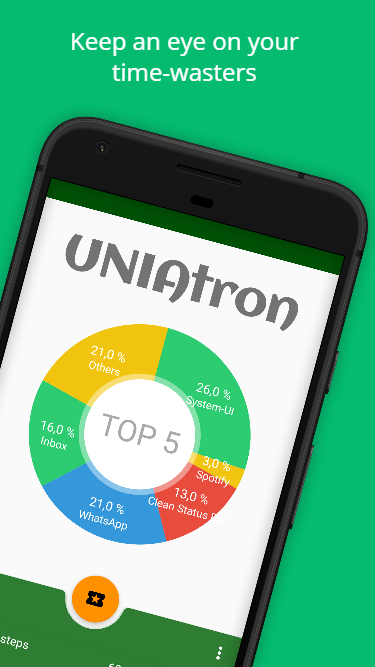 Keep an eye on your
time-wasters
UNIAtron
21,0 %
Others
26,0 %
System-UI
16,0 %
Inbox
TOP 5
3,0 %
Spotify
13,0 %
Clean Status
21,0 %
WhatsApp
steps